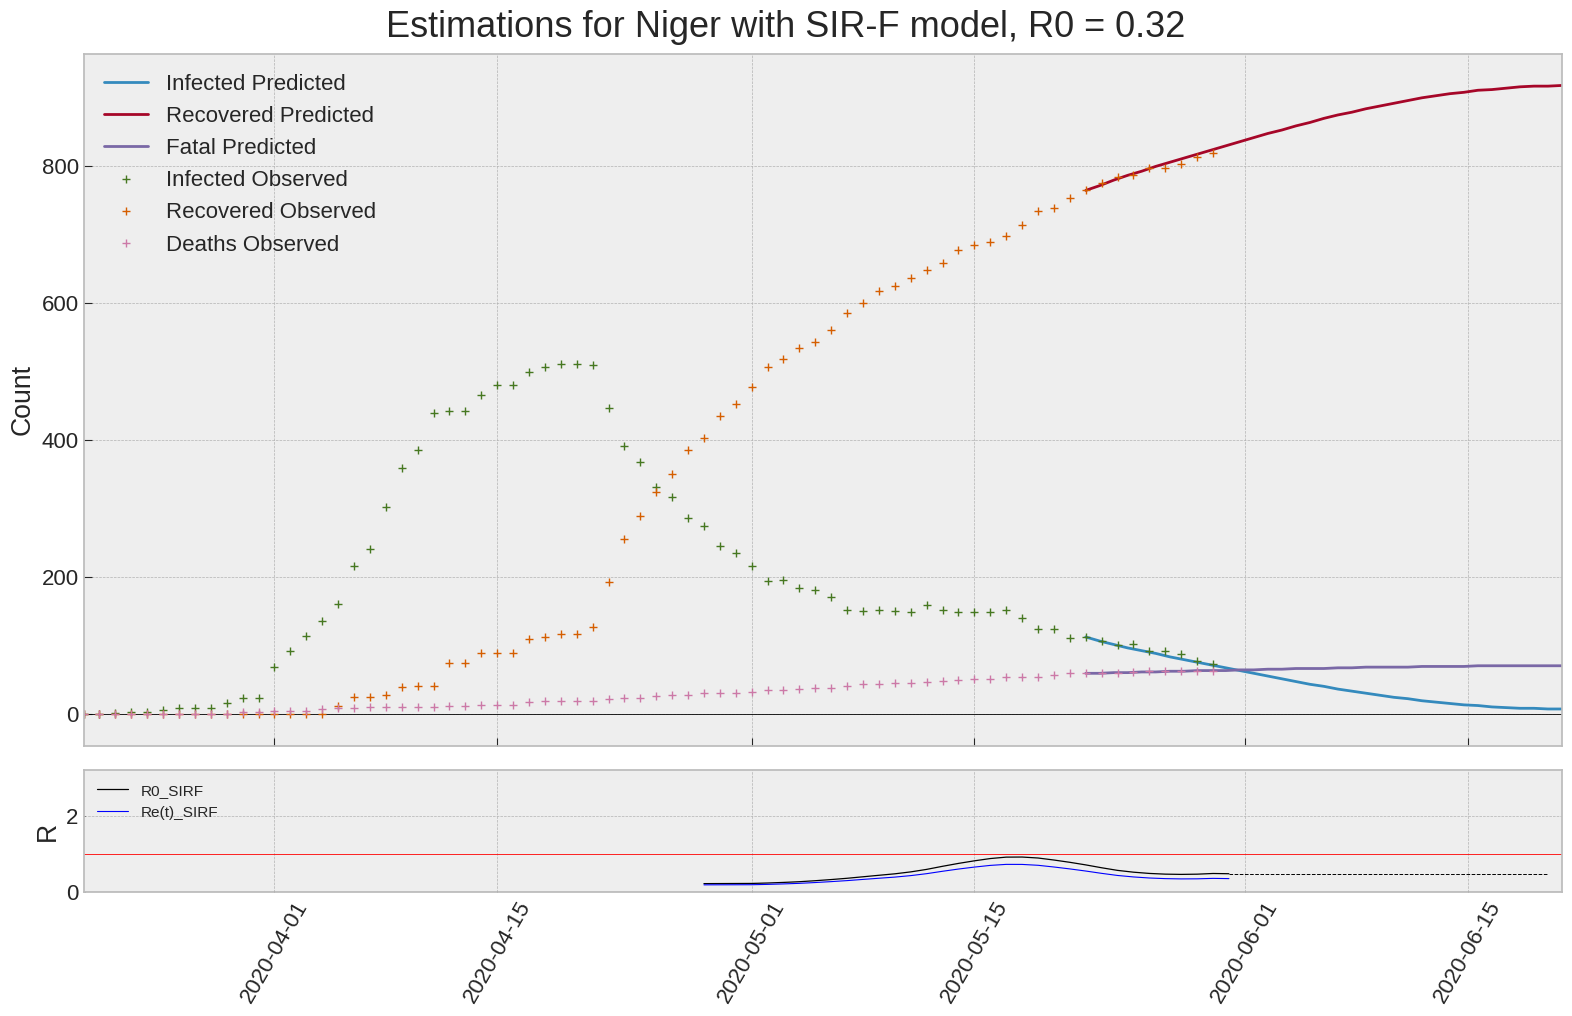 Estimations for Niger with SIR-F model, R0 = 0.32
Infected Predicted
Recovered Predicted
Fatal Predicted
Infected Observed
Recovered Observed
Deaths Observed
800
600
400
200
0
Count
R0_SIRF
Re(t)_SIRF
2
0
R
2020-04-01
2020-04-15
2020-05-01
2020-05-15
2020-06-01
2020-06-15